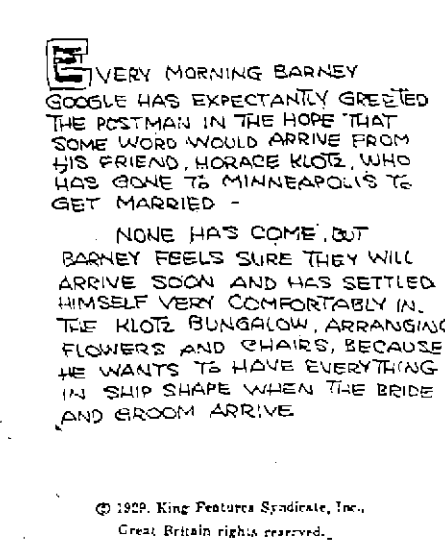 EVERY MORNING BARNEY
GOOGLE HAS EXPECTANTLY GREETED
THE POSTMAN IN THE HOPE THAT
SOME WORD WOULD ARRIVE FROM
HIS FRIEND, HORACE KLOTZ, WHO
HAS GONE TO MINNEAPOLIS TO
GET MARRIED -
NONE HAS COME, BUT
BARNEY FEELS SURE THEY WILL
ARRIVE SOON AND HAS SETTLED
HIMSELF VERY COMFORTABLY IN
THE KLOTZ BUNGALOW, ARRANGING
FLOWERS AND CHAIRS, BECAUSE
HE WANTS TO HAVE EVERYTHING
IN SHIP SHAPE WHEN THE BRIDE
AND GROOM ARRIVE
© 1929, King Features Syndicate, Inc.,
Great Britain rights reserved.